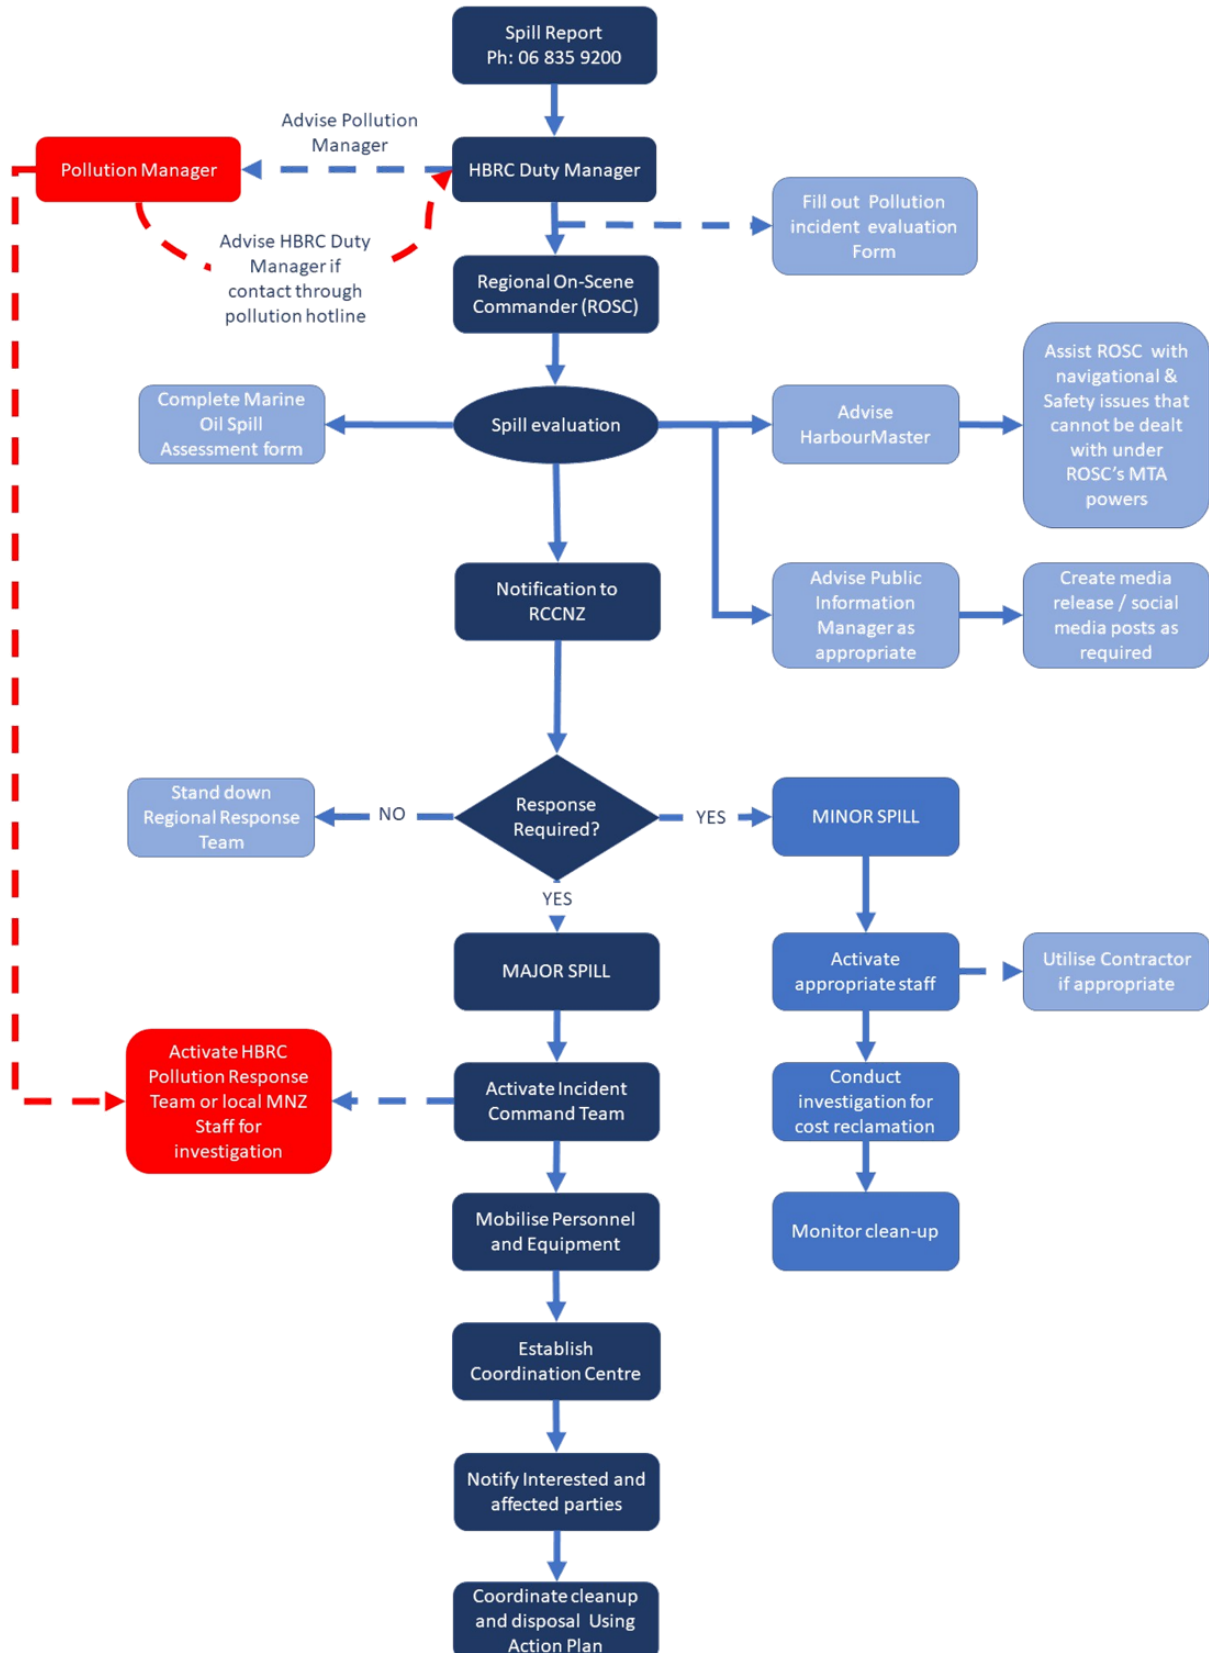 Spill Report
Ph: 06 835 9200
Advise Pollution
Manager
Pollution Manager
HBRC Duty Manager
Fill out Pollution
incident evaluation
Form
Advise HBRC Duty
Manager if
contact through
pollution hotline
Regional On-Scene
Commander (ROSC)
Complete Marine
Oil Spill
Assessment form
Spill evaluation
Advise
HarbourMaster
Assist ROSC with
navigational &
Safety issues that
cannot be dealt
with under
ROSC's MTA
powers
Notification to
RCCNZ
Advise Public
Information
Manager as
appropriate
Create media
release / social
media posts as
required
Stand down
Regional Response
Team
NO
Response
Required?
YES
MINOR SPILL
YES
MAJOR SPILL
Activate
appropriate staff
Utilise Contractor
if appropriate
Activate HBRC
Pollution Response
Team or local MNZ
Staff for
investigation
Activate Incident
Command Team
Conduct
investigation for
cost reclamation
Mobilise Personnel
and Equipment
Monitor clean-up
Establish
Coordination Centre
Notify Interested and
affected parties
Coordinate cleanup
and disposal Using
Action Plan